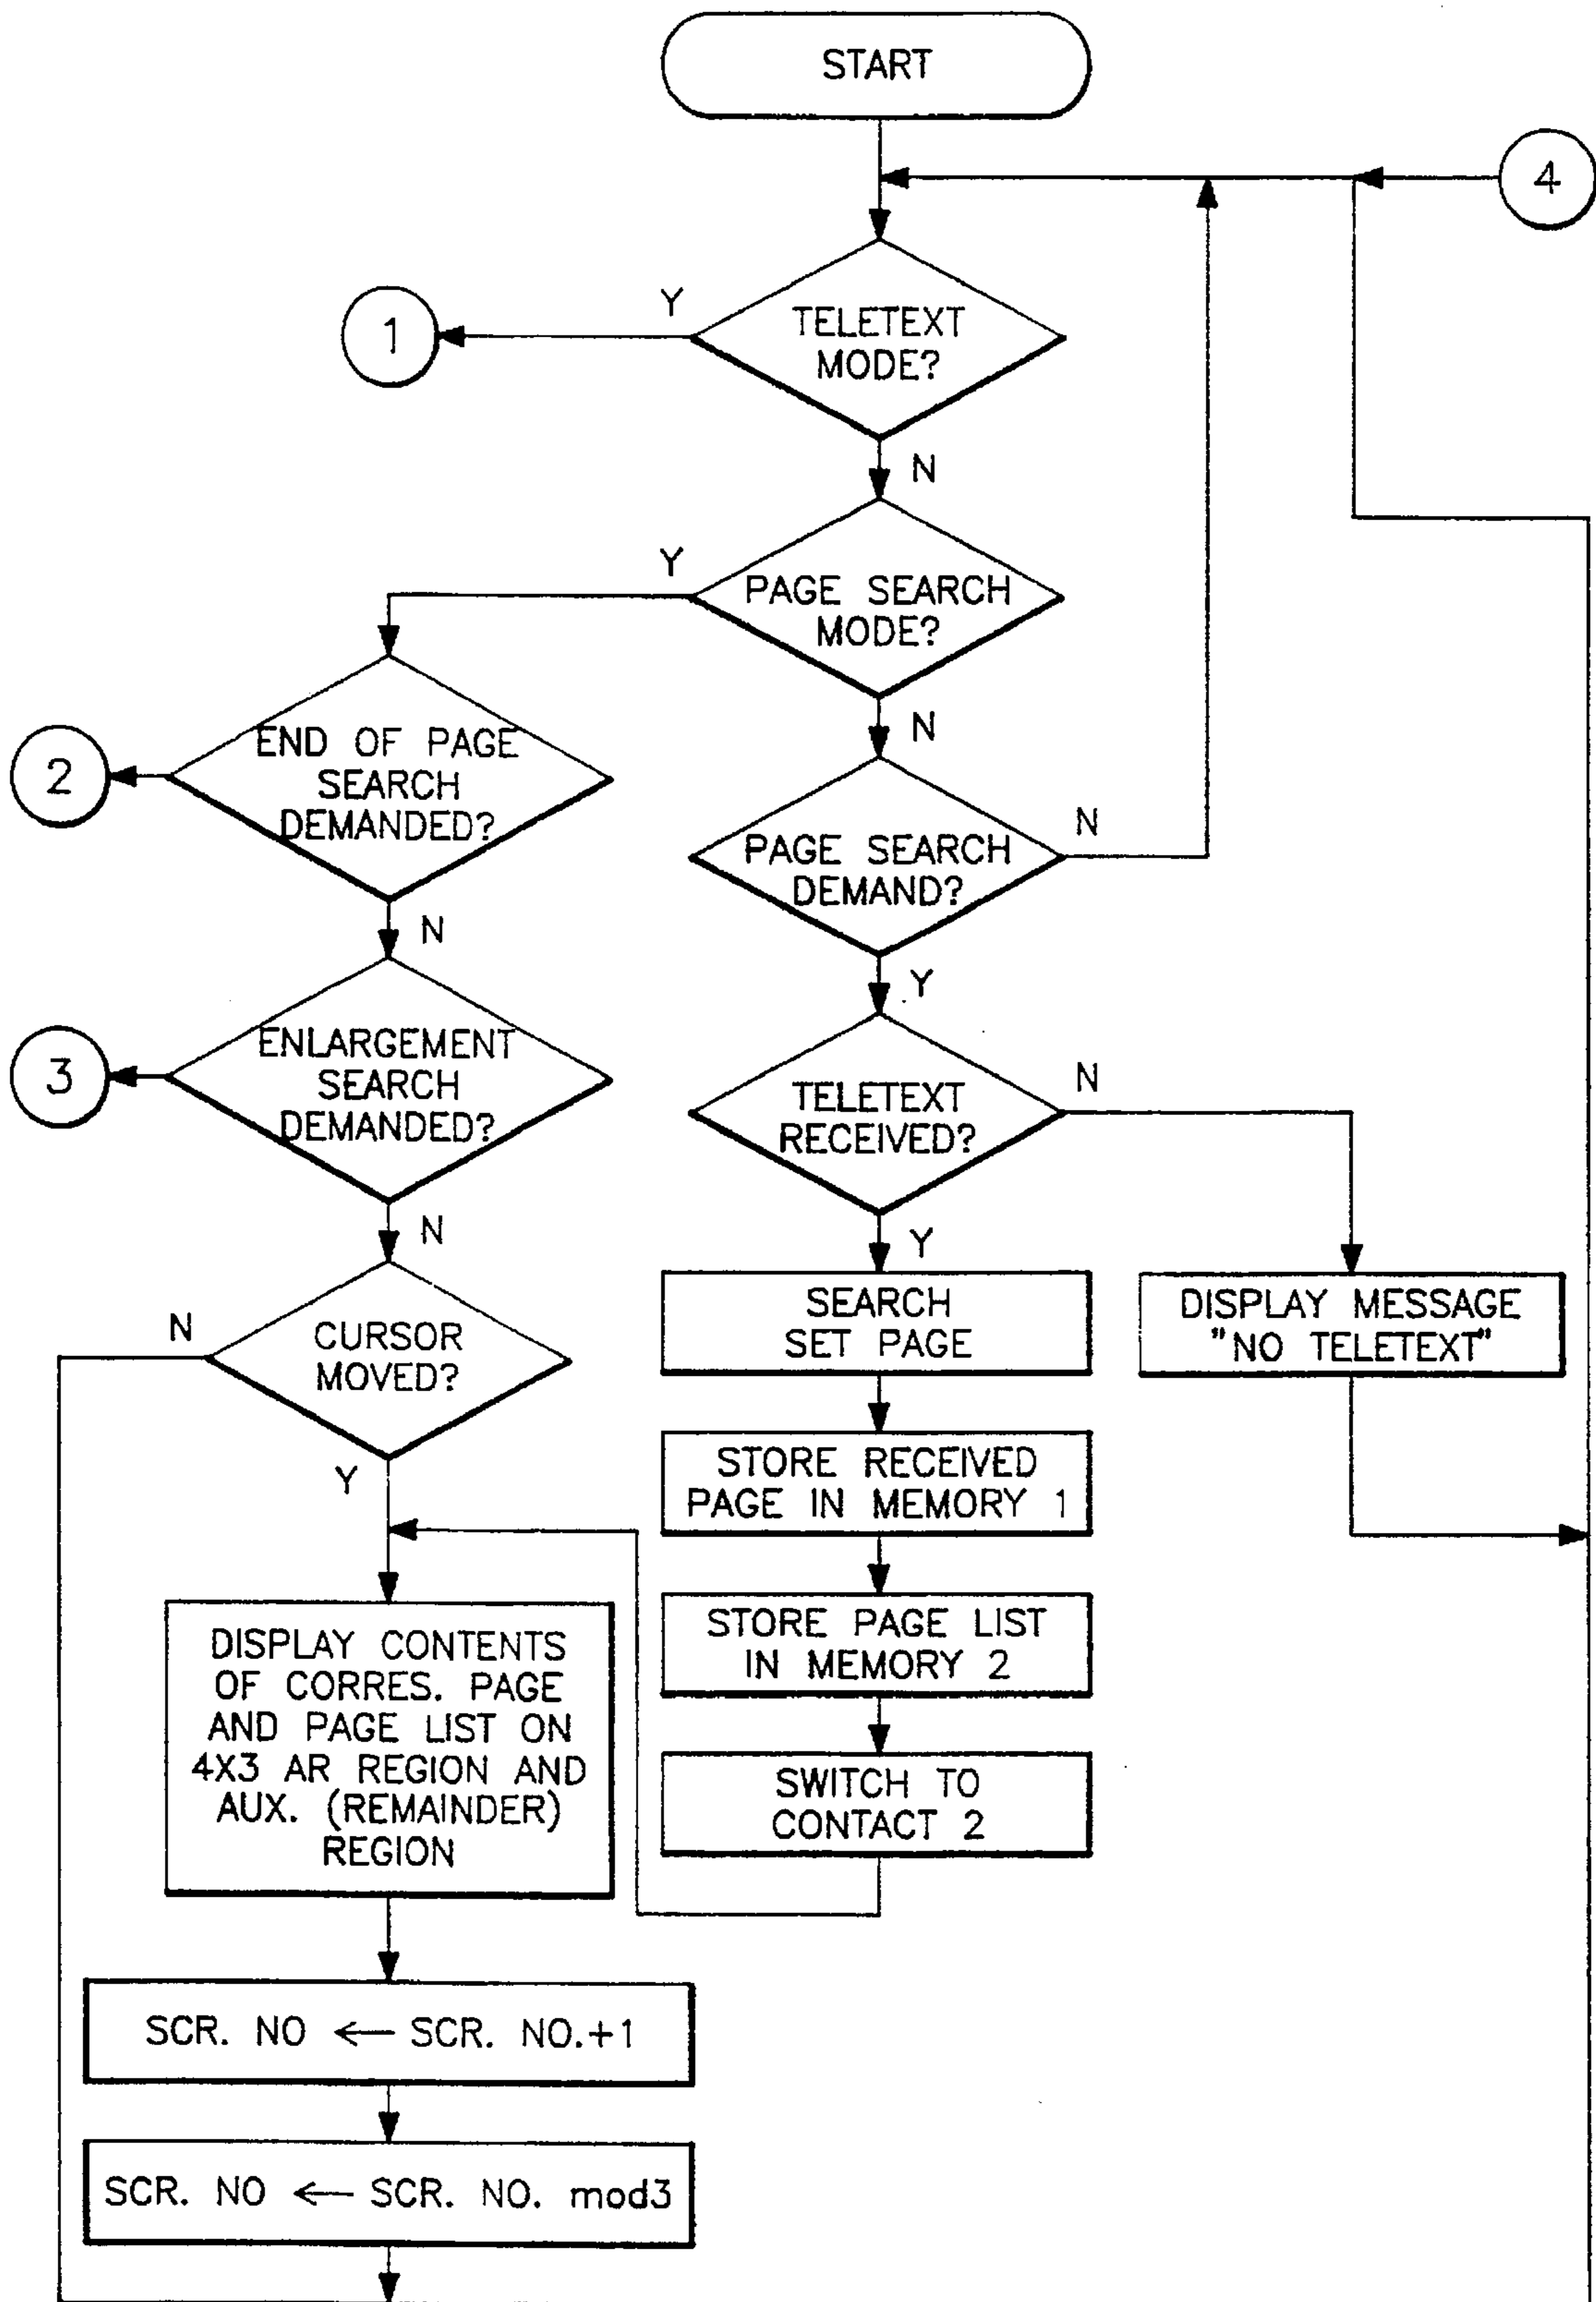 START
4
Y
1
TELETEXT
MODE?
N
Y
PAGE SEARCH
MODE?
N
2
END OF PAGE
SEARCH
DEMANDED?
N
PAGE SEARCH
DEMAND?
N
Y
3
ENLARGEMENT
SEARCH
DEMANDED?
N
TELETEXT
RECEIVED?
N
Y
N
CURSOR
MOVED?
Y
SEARCH
SET PAGE
DISPLAY MESSAGE
"NO TELETEXT"
STORE RECEIVED
PAGE IN MEMORY 1
STORE PAGE LIST
IN MEMORY 2
SWITCH TO
CONTACT 2
DISPLAY CONTENTS
OF CORRES. PAGE
AND PAGE LIST ON
4X3 AR REGION AND
AUX. (REMAINDER)
REGION
SCR. NO ← SCR. NO.+1
SCR. NO ← SCR. NO. mod3